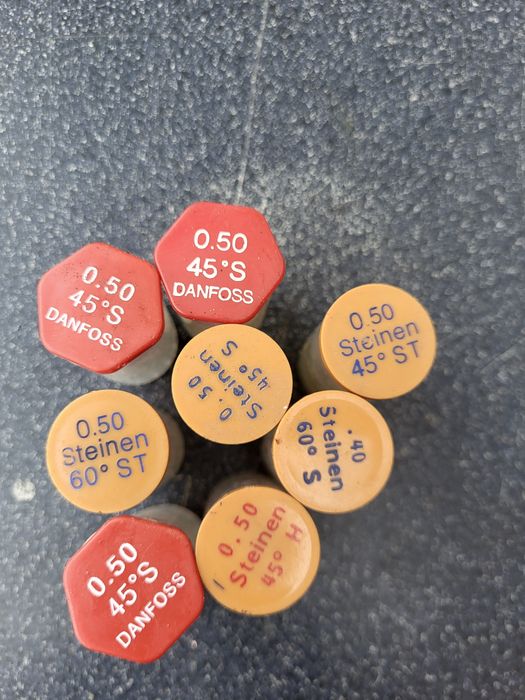 0.50
45°S
DANFOSS
0.50
45°S
DANFOSS
0.50
Steinen
45° ST
0.50
Steinen
45° S
.40
Steinen
60° S
0.50
Steinen
60° ST
0.50
Steinen
45° H
0.50
45°S
DANFOSS